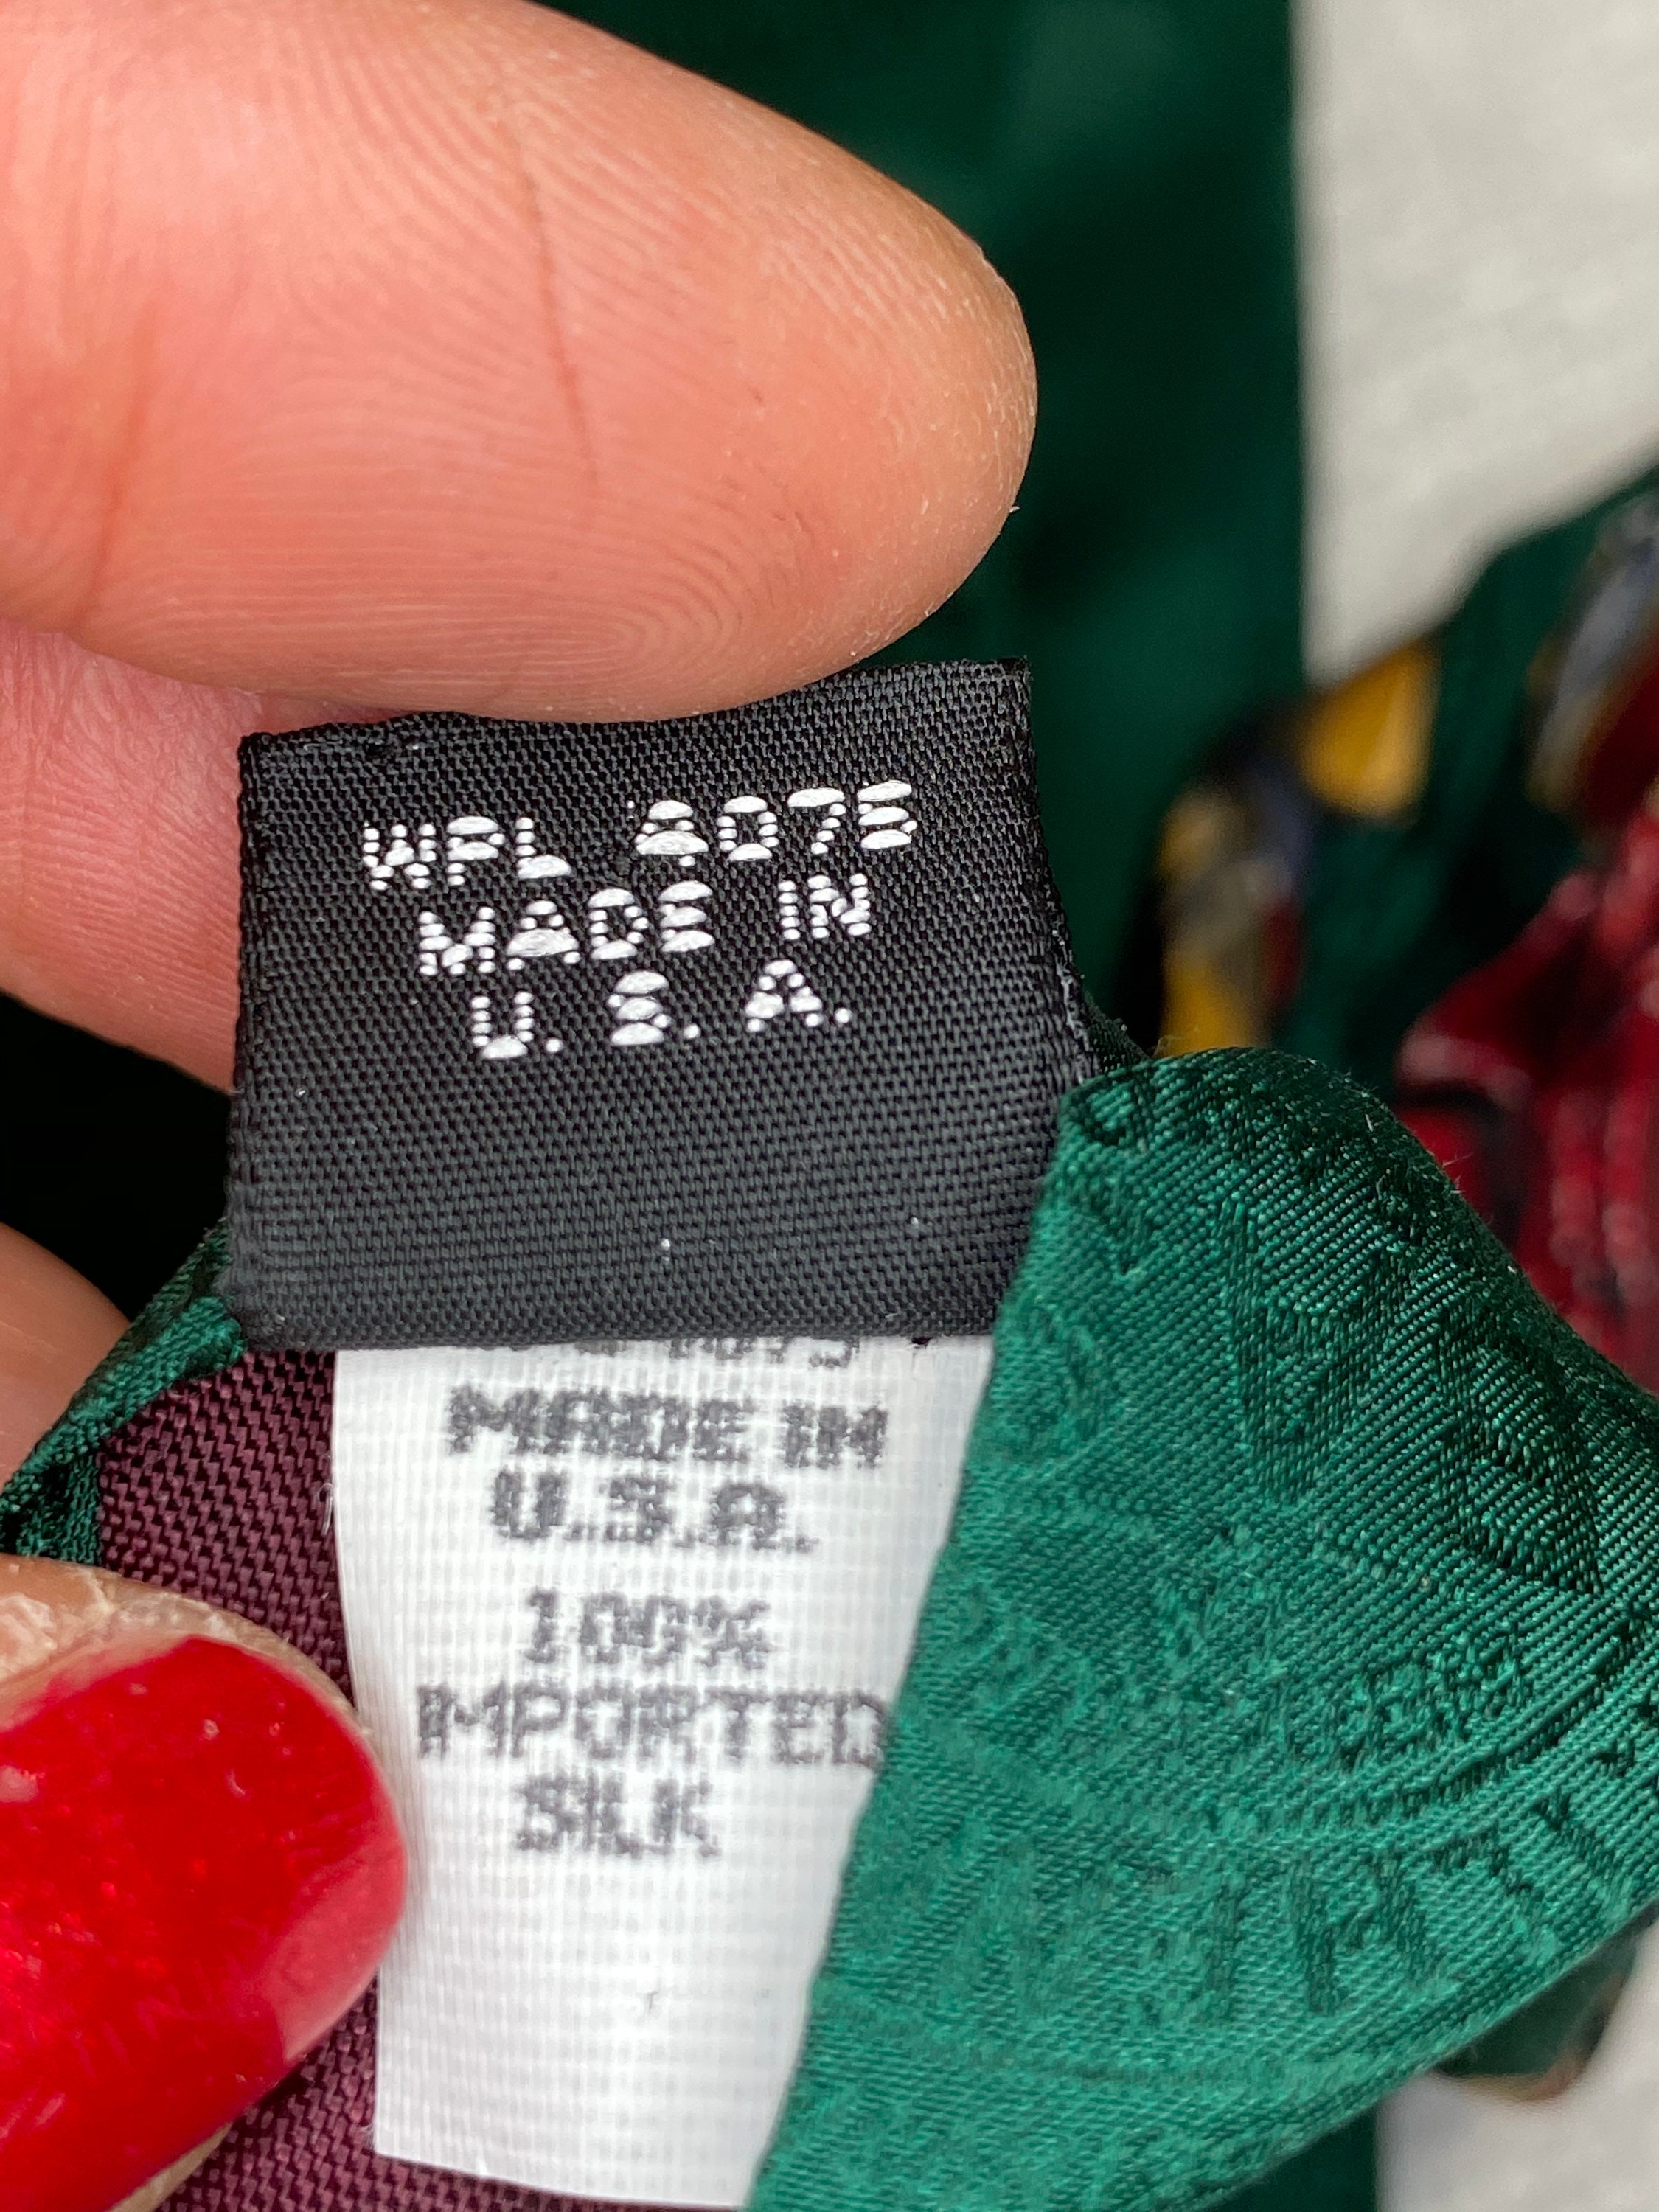 WPL 4075
MADE IN
U. S. A.
MADE IN
U.S.A.
100%
IMPORTED
SILK